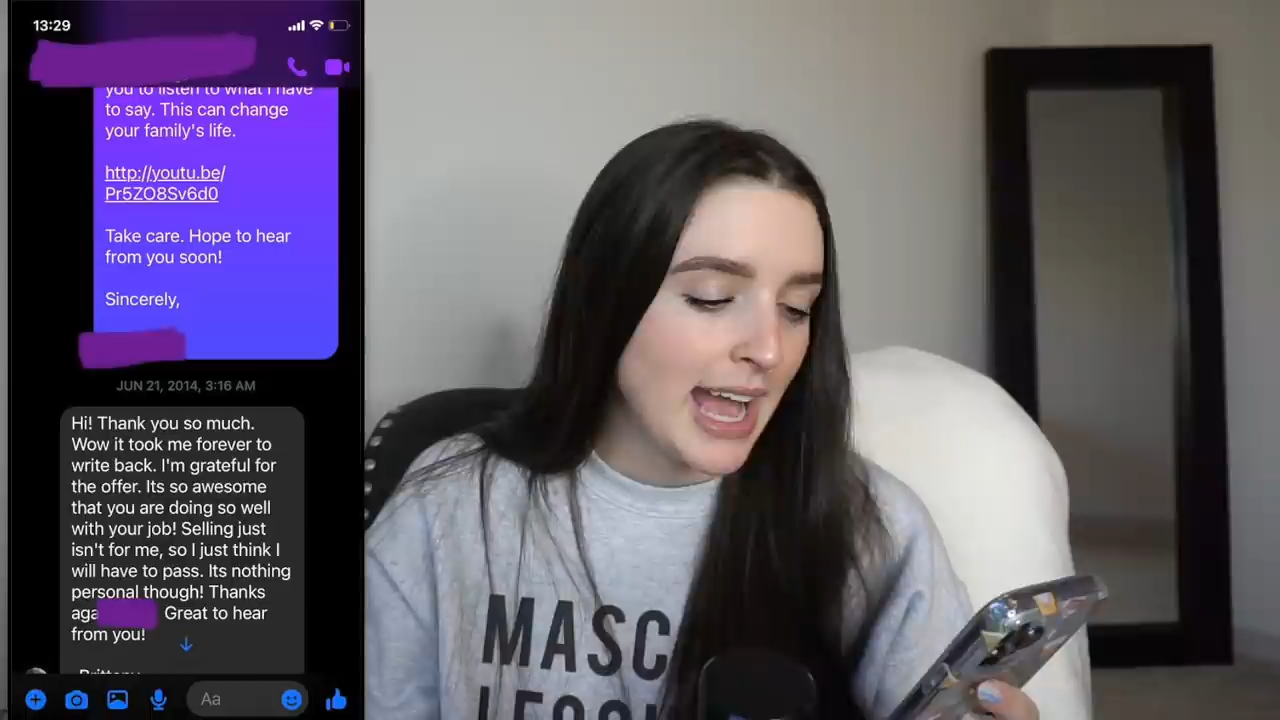 13:29
you to listen to what I have
to say. This can change
your family's life.
http://youtu.be/
Pr5ZO8Sv6d0
Take care. Hope to hear
from you soon!
Sincerely,
JUN 21, 2014, 3:16 AM
Hi! Thank you so much.
Wow it took me forever to
write back. I'm grateful for
the offer. Its so awesome
that you are doing so well
with your job! Selling just
isn't for me, so I just think I
will have to pass. Its nothing
personal though! Thanks
aga Great to hear
from you!
Aa
MASC